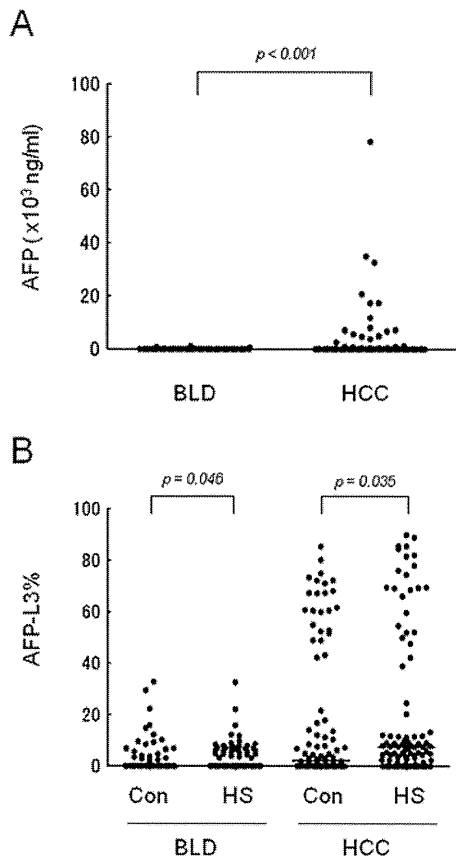 A
p < 0.001
AFP (x10³ ng/ml)
100
80
60
40
20
0
BLD HCC
B
p = 0.046 p = 0.035
AFP-L3%
100
80
60
40
20
0
Con HS Con HS
BLD HCC